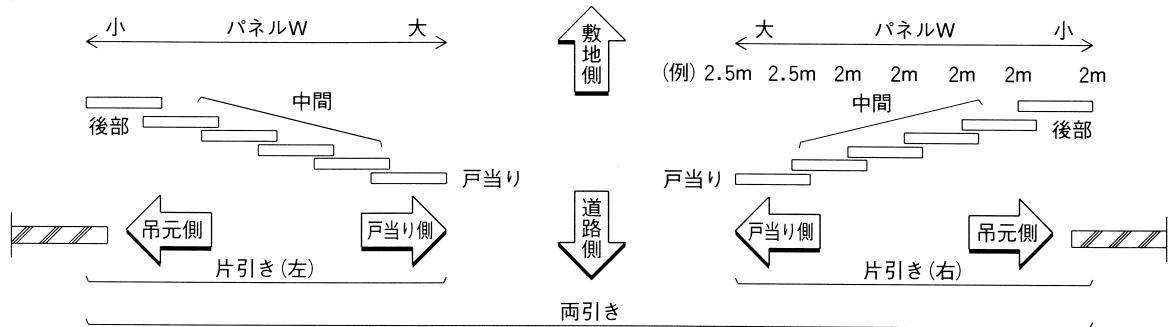 小 パネルW 大
敷地側
大 パネルW 小
(例) 2.5m 2.5m 2m 2m 2m 2m 2m
中間
中間
後部
後部
戸当り
戸当り
道路側
吊元側
戸当り側
戸当り側
吊元側
片引き(左)
片引き(右)
両引き